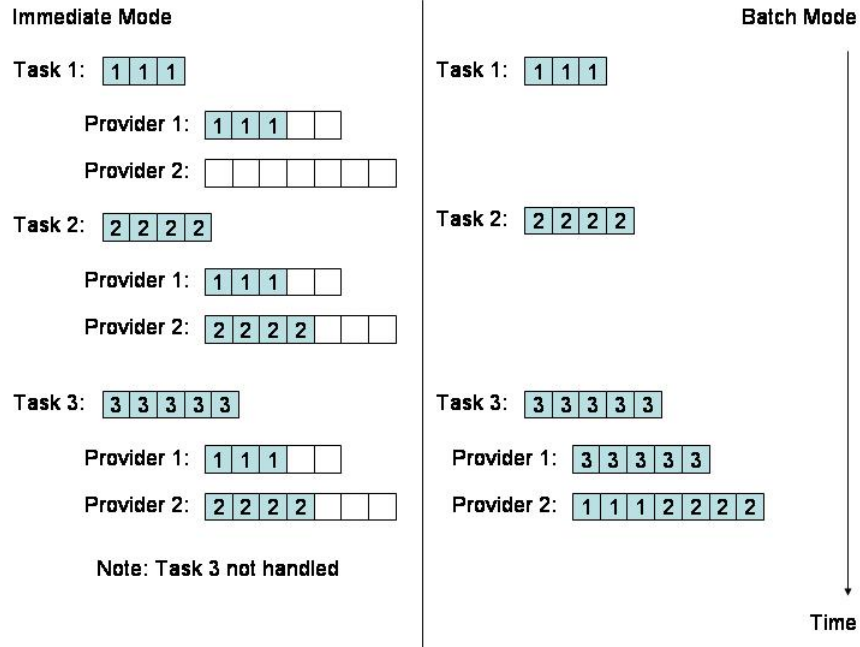 Immediate Mode
Task 1: 1 1 1
Provider 1: 1 1 1
Provider 2:
Task 2: 2 2 2 2
Provider 1: 1 1 1
Provider 2: 2 2 2 2
Task 3: 3 3 3 3 3
Provider 1: 1 1 1
Provider 2: 2 2 2 2
Note: Task 3 not handled
Batch Mode
Task 1: 1 1 1
Task 2: 2 2 2 2
Task 3: 3 3 3 3 3
Provider 1: 3 3 3 3 3
Provider 2: 1 1 1 2 2 2 2
Time